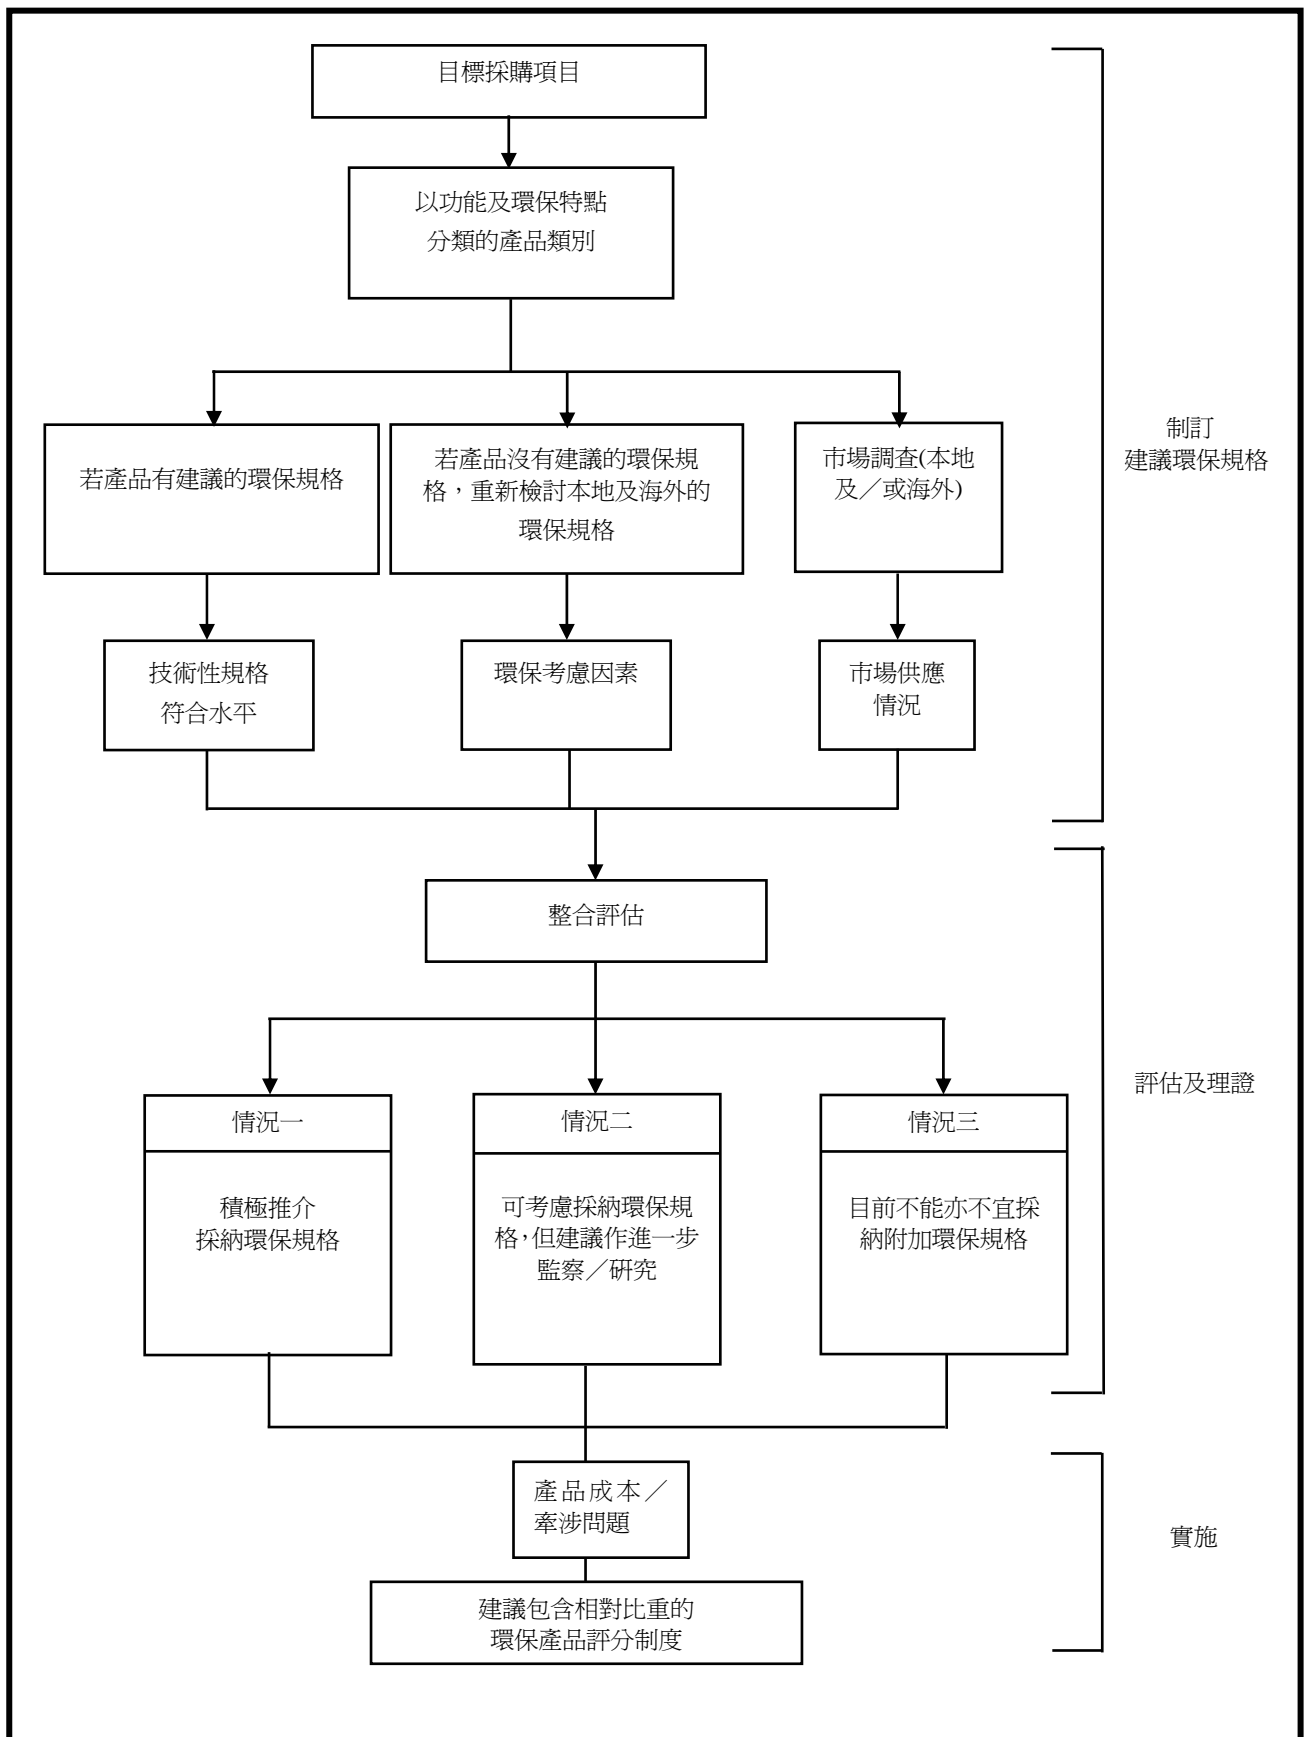 目標採購項目
以功能及環保特點
分類的產品類別
若產品有建議的環保規格
若產品沒有建議的環保規
格，重新檢討本地及海外的
環保規格
市場調查(本地
及／或海外)
制訂
建議環保規格
技術性規格
符合水平
環保考慮因素
市場供應
情況
整合評估
評估及理證
情況一
積極推介
採納環保規格
情況二
可考慮採納環保規
格，但建議作進一步
監察／研究
情況三
目前不能亦不宜採
納附加環保規格
產品成本／
牽涉問題
實施
建議包含相對比重的
環保產品評分制度